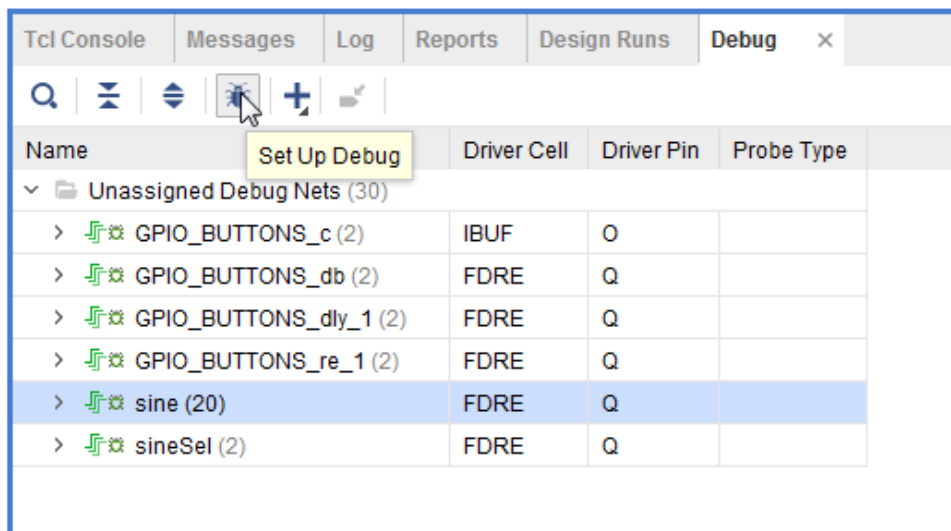 Tcl Console Messages Log Reports Design Runs Debug
Set Up Debug
Name Driver Cell Driver Pin Probe Type
Unassigned Debug Nets (30)
GPIO_BUTTONS_c (2) IBUF O
GPIO_BUTTONS_db (2) FDRE Q
GPIO_BUTTONS_dly_1 (2) FDRE Q
GPIO_BUTTONS_re_1 (2) FDRE Q
sine (20) FDRE Q
sineSel (2) FDRE Q